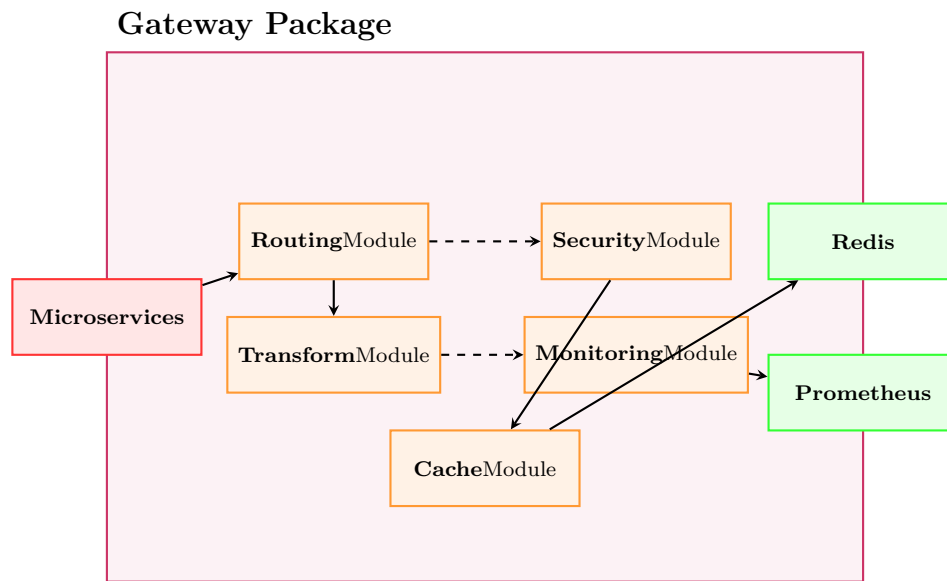 Gateway Package
RoutingModule
SecurityModule
Redis
Microservices
TransformModule
MonitoringModule
Prometheus
CacheModule